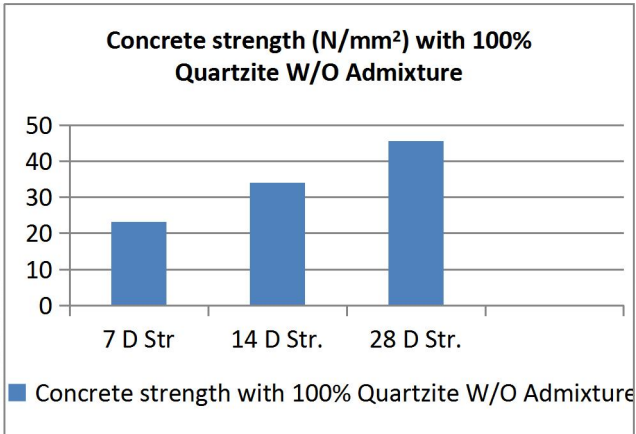 Concrete strength (N/mm²) with 100%
Quartzite W/O Admixture
50
40
30
20
10
0
7 D Str
14 D Str.
28 D Str.
Concrete strength with 100% Quartzite W/O Admixture